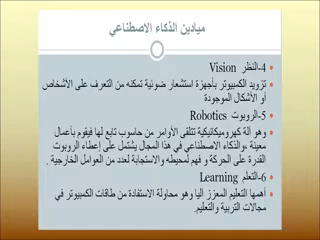 ميادين الذكاء الاصطناعي
4-النظر Vision
تزويد الكمبيوتر بأجهزة استشعار ضوئية تمكنه من التعرف على الأشخاص
أو الأشكال الموجودة
5-الروبوت Robotics
وهو آلة كهروميكانيكية تتلقى الأوامر من حاسوب تابع لها فيقوم بأعمال
معينة ،والذكاء الاصطناعي في هذا المجال يشتمل على إعطاء الروبوت
القدرة على الحركة و فهم لمحيطه والاستجابة لعدد من العوامل الخارجية .
6-التعلم Learning
أهمها التعليم المعزز آليا وهو محاولة الاستفادة من طاقات الكمبيوتر في
مجالات التربية والتعليم.